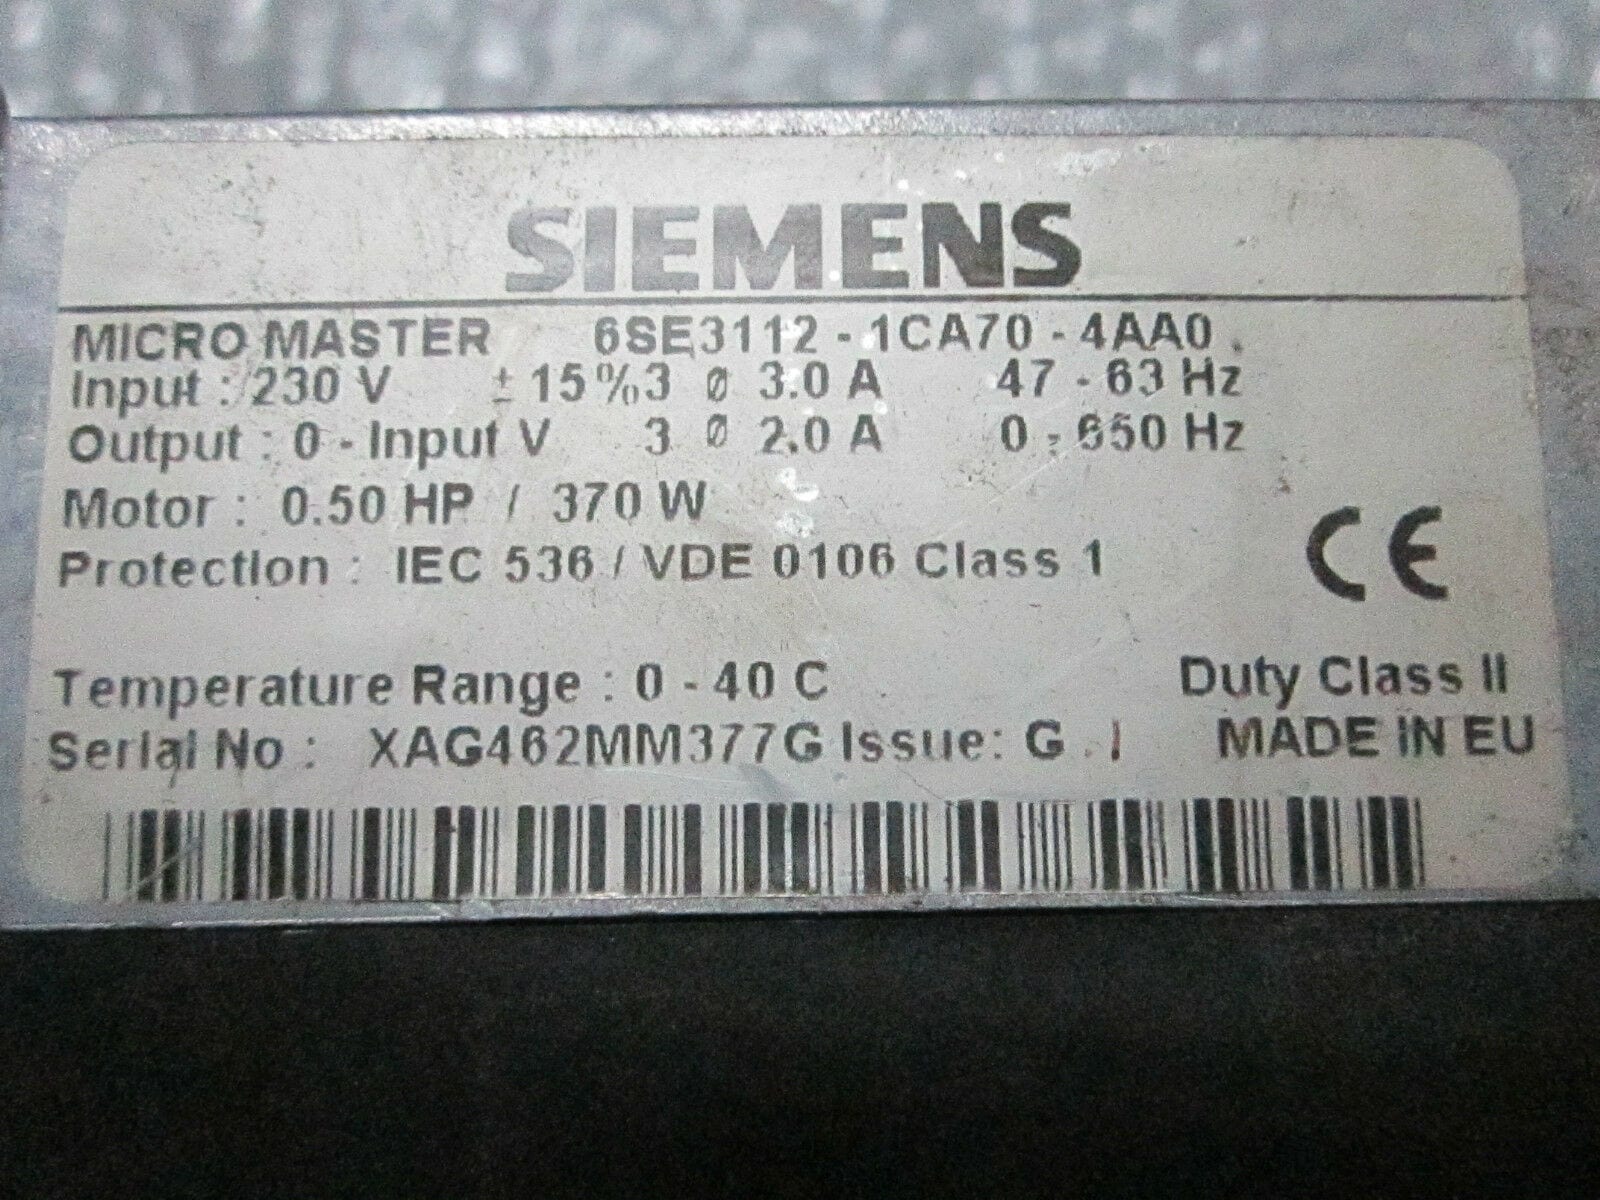 SIEMENS
MICRO MASTER 6SE3112 - 1CA70 - 4AA0
Input : 230 V ± 15%3 ø 3.0 A 47 - 63 Hz
Output : 0 - Input V 3 ø 2.0 A 0 - 650 Hz
Motor : 0.50 HP / 370 W
Protection : IEC 536 / VDE 0106 Class 1
CE
Temperature Range : 0 - 40 C Duty Class II
Serial No : XAG462MM377G Issue: G MADE IN EU